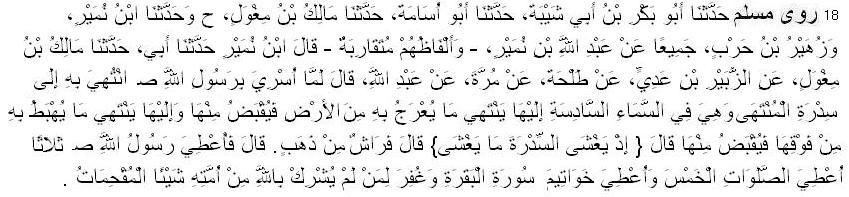 18 روى مسلم حَدَّثَنَا أَبُو بَكْرِ بْنُ أَبِي شَيْبَةَ، حَدَّثَنَا أَبُو أُسَامَةَ، حَدَّثَنَا مَالِكُ بْنُ مِغْوَلٍ، ح وَحَدَّثَنَا ابْنُ نُمَيْرٍ،
وَزُهَيْرُ بْنُ حَرْبٍ، جَمِيعًا عَنْ عَبْدِ اللَّهِ بْنِ نُمَيْرٍ، - وَأَلْفَاظُهُمْ مُتَقَارِبَةٌ - قَالَ ابْنُ نُمَيْرٍ حَدَّثَنَا أَبِي، حَدَّثَنَا مَالِكُ بْنُ
مِغْوَلٍ، عَنِ الزُّبَيْرِ بْنِ عَدِيٍّ، عَنْ طَلْحَةَ، عَنْ مُرَّةَ، عَنْ عَبْدِ اللَّهِ، قَالَ لَمَّا أُسْرِيَ بِرَسُولِ اللَّهِ صـ انْتُهِيَ بِهِ إِلَى
سِدْرَةِ الْمُنْتَهَى وَهِيَ فِي السَّمَاءِ السَّادِسَةِ إِلَيْهَا يَنْتَهِي مَا يُعْرَجُ بِهِ مِنَ الأَرْضِ فَيُقْبَضُ مِنْهَا وَإِلَيْهَا يَنْتَهِي مَا يُهْبَطُ بِهِ
مِنْ فَوْقِهَا فَيُقْبَضُ مِنْهَا قَالَ { إِذْ يَغْشَى السِّدْرَةَ مَا يَغْشَى} قَالَ فَرَاشٌ مِنْ ذَهَبٍ . قَالَ فَأُعْطِيَ رَسُولُ اللَّهِ صـ ثَلاَثًا
أُعْطِيَ الصَّلَوَاتِ الْخَمْسَ وَأُعْطِيَ خَوَاتِيمَ سُورَةِ الْبَقَرَةِ وَغُفِرَ لِمَنْ لَمْ يُشْرِكْ بِاللَّهِ مِنْ أُمَّتِهِ شَيْئًا الْمُقْحِمَاتُ .